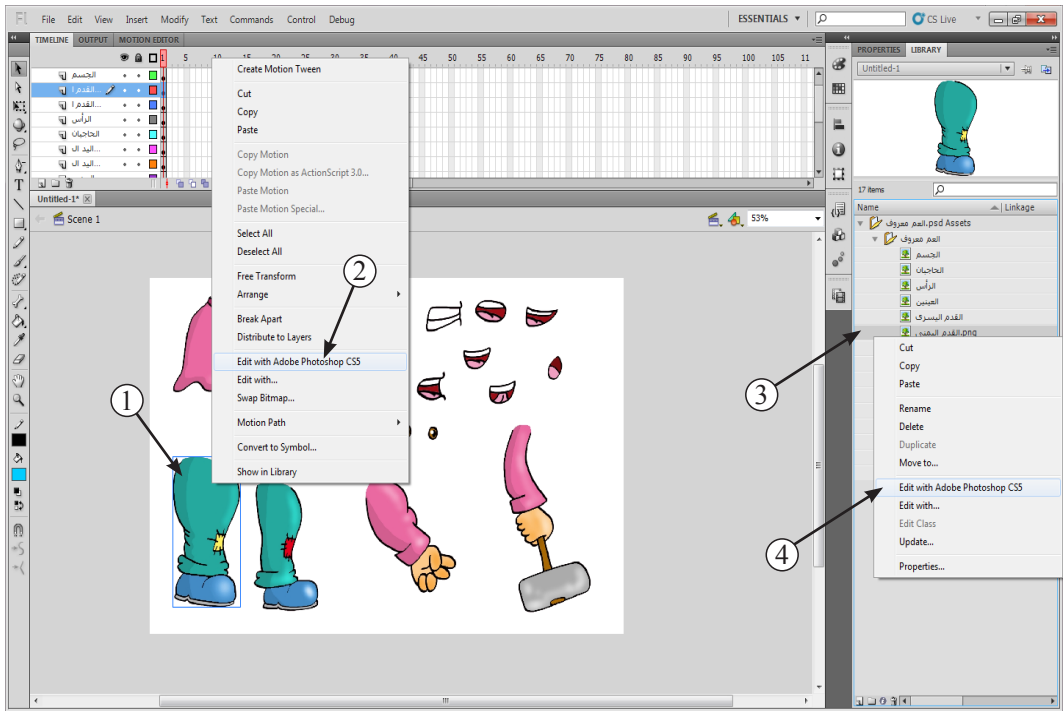 Fl File Edit View Insert Modify Text Commands Control Debug ESSENTIALS CS Live
TIMELINE OUTPUT MOTION EDITOR
1 5 10 15 20 25 30 35 40 45 50 55 60 65 70 75 80 85 90 95 100 105 11
الجسم
القدم ا...
القدم ا...
الرأس
الحاجبان
اليد ال...
اليد ال...
Untitled-1*
Scene 1
53%
Create Motion Tween
Cut
Copy
Paste
Copy Motion
Copy Motion as ActionScript 3.0...
Paste Motion
Paste Motion Special...
Select All
Deselect All
Free Transform
Arrange
Break Apart
Distribute to Layers
Edit with Adobe Photoshop CS5
Edit with...
Swap Bitmap...
Motion Path
Convert to Symbol...
Show in Library
1
2
3
4
PROPERTIES LIBRARY
Untitled-1
17 items
Name Linkage
العم معروف.psd Assets
العم معروف
الجسم
الحاجبان
الرأس
العينين
القدم اليسرى
القدم اليمنى.png
Cut
Copy
Paste
Rename
Delete
Duplicate
Move to...
Edit with Adobe Photoshop CS5
Edit with...
Edit Class
Update...
Properties...